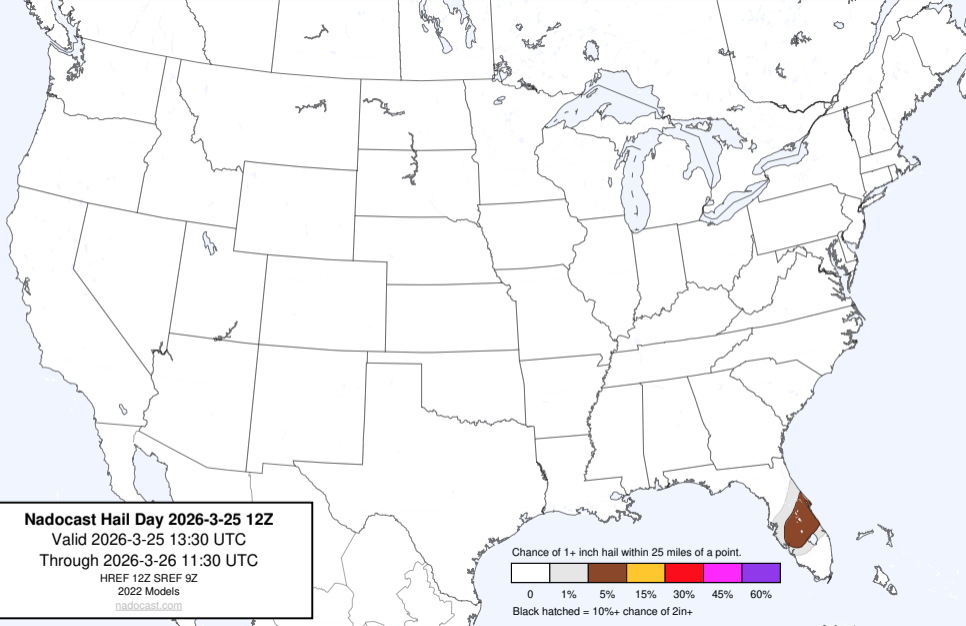 Nadocast Hail Day 2026-3-25 12Z
Valid 2026-3-25 13:30 UTC
Through 2026-3-26 11:30 UTC
HREF 12Z SREF 9Z
2022 Models
nadocast.com
Chance of 1+ inch hail within 25 miles of a point.
0 1% 5% 15% 30% 45% 60%
Black hatched = 10%+ chance of 2in+